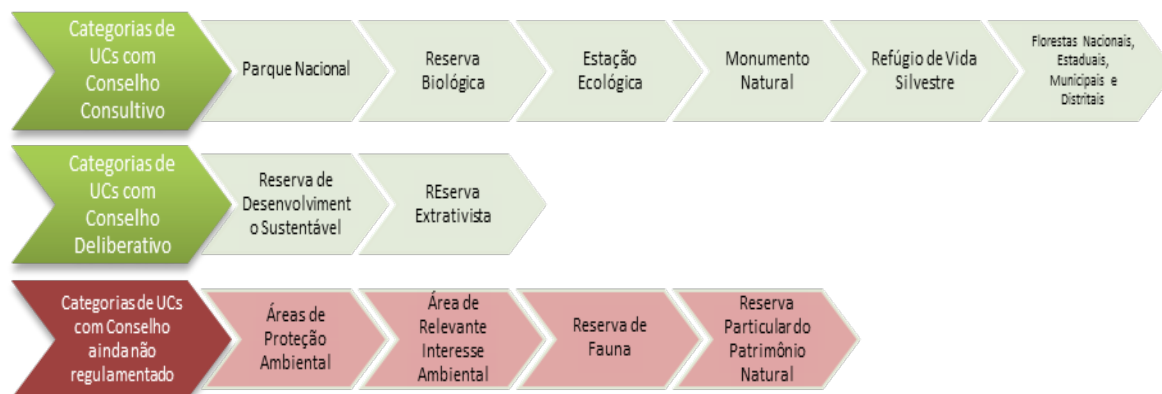 Categorias de
UCs com
Conselho
Consultivo
Parque Nacional
Reserva
Biológica
Estação
Ecológica
Monumento
Natural
Refúgio de Vida
Silvestre
Florestas Nacionais,
Estaduais,
Municipais e
Distritais
Categorias de
UCs com
Conselho
Deliberativo
Reserva de
Desenvolviment
o Sustentável
REserva
Extrativista
Categorias de UCs
com Conselho
ainda não
regulamentado
Áreas de
Proteção
Ambiental
Área de
Relevante
Interesse
Ambiental
Reserva de
Fauna
Reserva
Particular do
Patrimônio
Natural